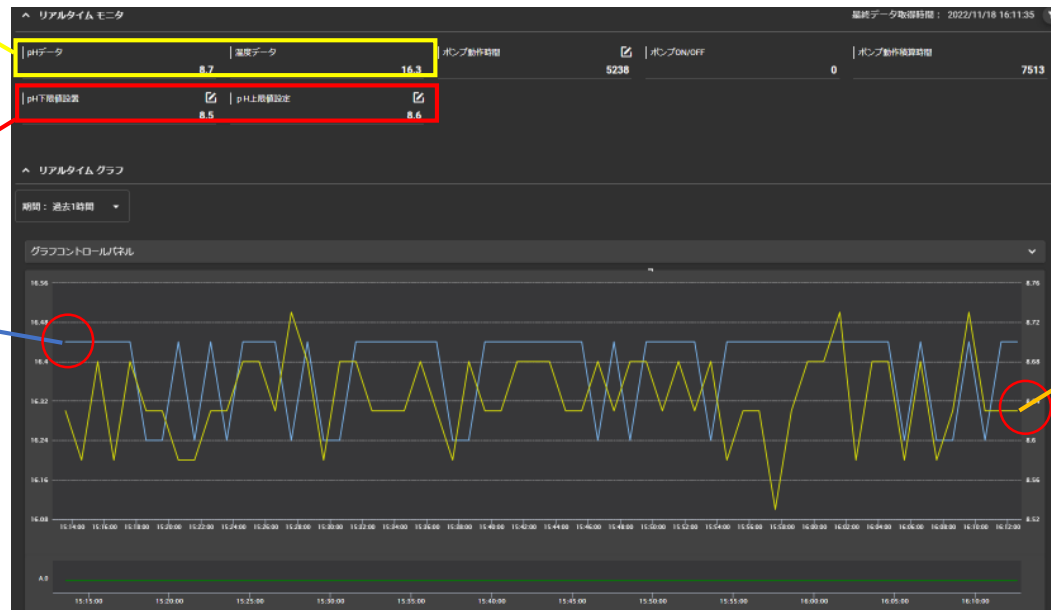 リアルタイム モニタ
最終データ取得時間： 2022/11/18 16:11:35
pHデータ
8.7
温度データ
16.3
ポンプ動作時間
5238
ポンプON/OFF
0
ポンプ動作積算時間
7513
pH下限値設置
8.5
pH上限値設定
8.6
リアルタイム グラフ
期間： 過去1時間
グラフコントロールパネル
16.56
16.48
16.4
16.32
16.24
16.16
16.08
8.76
8.72
8.68
8.6
8.56
8.52
15:14:00 15:16:00 15:18:00 15:20:00 15:22:00 15:24:00 15:26:00 15:28:00 15:30:00 15:32:00 15:34:00 15:36:00 15:38:00 15:40:00 15:42:00 15:44:00 15:46:00 15:48:00 15:50:00 15:52:00 15:54:00 15:56:00 15:58:00 16:00:00 16:02:00 16:04:00 16:06:00 16:08:00 16:10:00 16:12:00
15:15:00 15:20:00 15:25:00 15:30:00 15:35:00 15:40:00 15:45:00 15:50:00 15:55:00 16:00:00 16:05:00 16:10:00